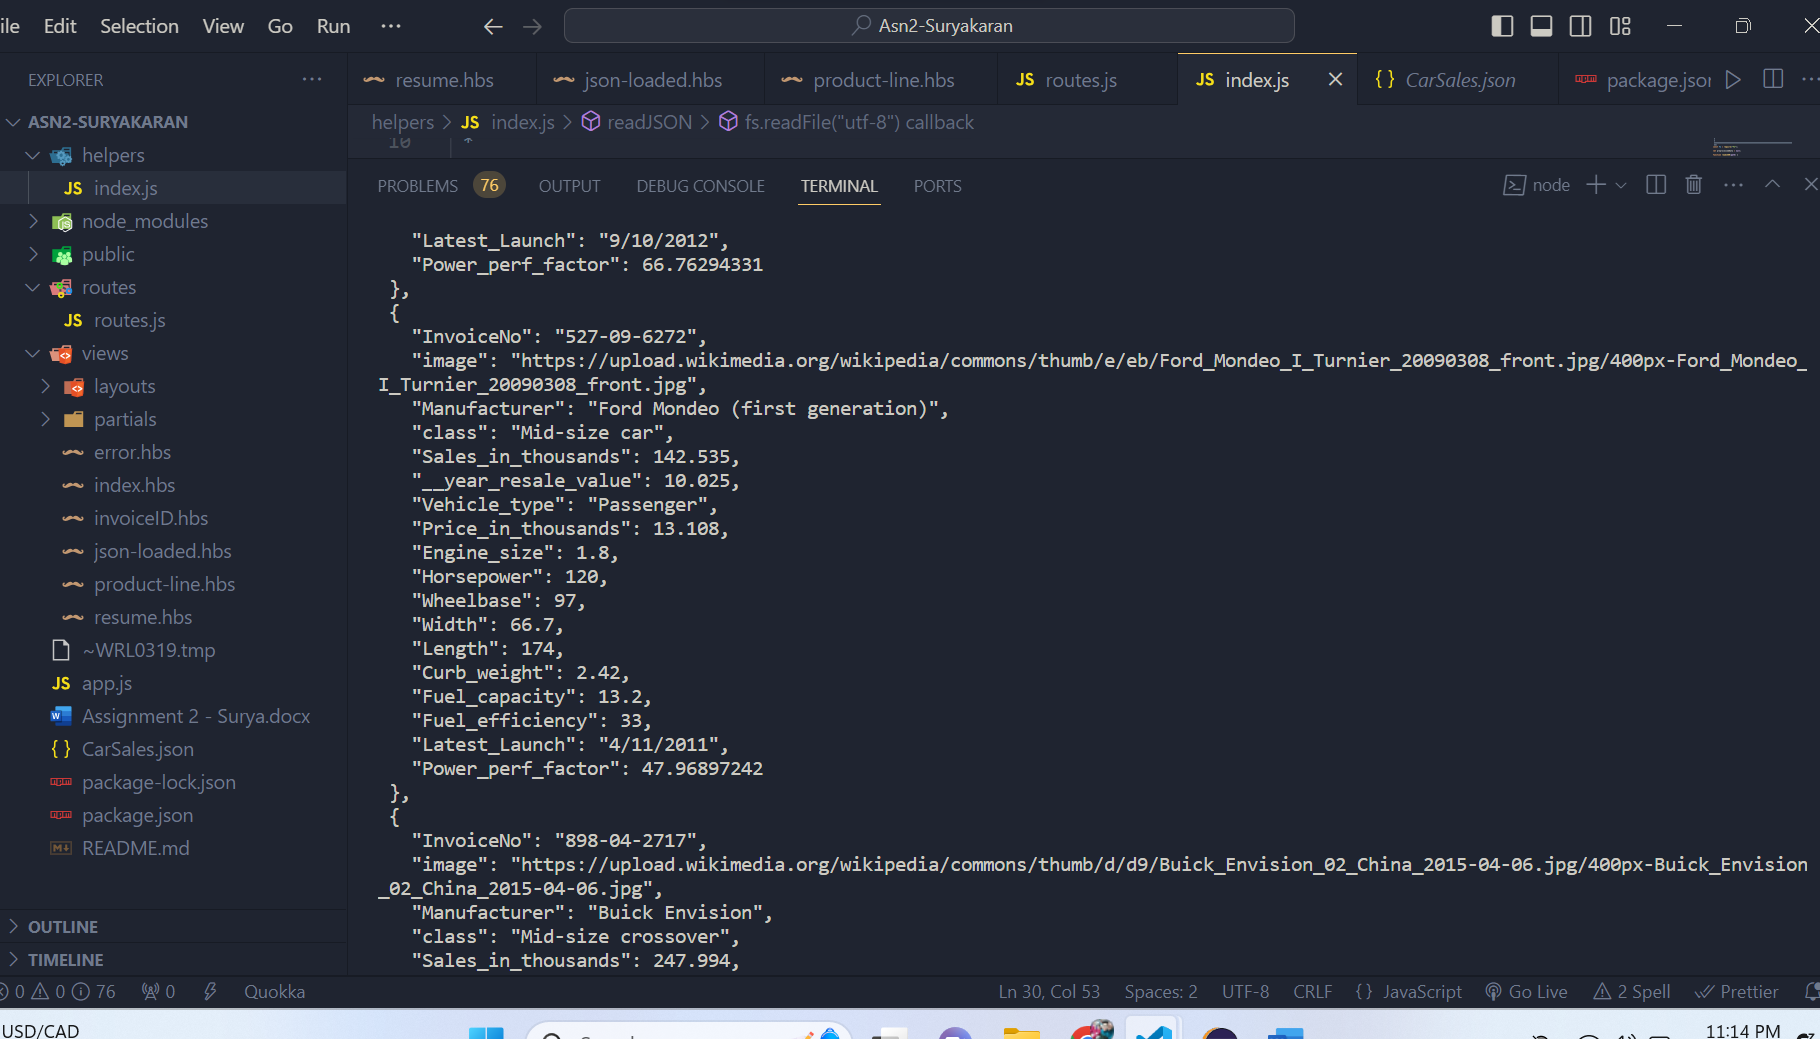 ile Edit Selection View Go Run ··· Asn2-Suryakaran
EXPLORER ···
resume.hbs json-loaded.hbs product-line.hbs JS routes.js JS index.js {} CarSales.json package.json ···
helpers > JS index.js > readJSON > fs.readFile("utf-8") callback
10 *
ASN2-SURYAKARAN
helpers
JS index.js
node_modules
public
routes
JS routes.js
views
layouts
partials
error.hbs
index.hbs
invoiceID.hbs
json-loaded.hbs
product-line.hbs
resume.hbs
~WRL0319.tmp
JS app.js
Assignment 2 - Surya.docx
{} CarSales.json
package-lock.json
package.json
README.md
OUTLINE
TIMELINE
PROBLEMS 76 OUTPUT DEBUG CONSOLE TERMINAL PORTS node ···
"Latest_Launch": "9/10/2012",
"Power_perf_factor": 66.76294331
},
{
"InvoiceNo": "527-09-6272",
"image": "https://upload.wikimedia.org/wikipedia/commons/thumb/e/eb/Ford_Mondeo_I_Turnier_20090308_front.jpg/400px-Ford_Mondeo_
I_Turnier_20090308_front.jpg",
"Manufacturer": "Ford Mondeo (first generation)",
"class": "Mid-size car",
"Sales_in_thousands": 142.535,
"__year_resale_value": 10.025,
"Vehicle_type": "Passenger",
"Price_in_thousands": 13.108,
"Engine_size": 1.8,
"Horsepower": 120,
"Wheelbase": 97,
"Width": 66.7,
"Length": 174,
"Curb_weight": 2.42,
"Fuel_capacity": 13.2,
"Fuel_efficiency": 33,
"Latest_Launch": "4/11/2011",
"Power_perf_factor": 47.96897242
},
{
"InvoiceNo": "898-04-2717",
"image": "https://upload.wikimedia.org/wikipedia/commons/thumb/d/d9/Buick_Envision_02_China_2015-04-06.jpg/400px-Buick_Envision
_02_China_2015-04-06.jpg",
"Manufacturer": "Buick Envision",
"class": "Mid-size crossover",
"Sales_in_thousands": 247.994,
0 0 76 0 Quokka Ln 30, Col 53 Spaces: 2 UTF-8 CRLF {} JavaScript Go Live 2 Spell Prettier
USD/CAD 11:14 PM